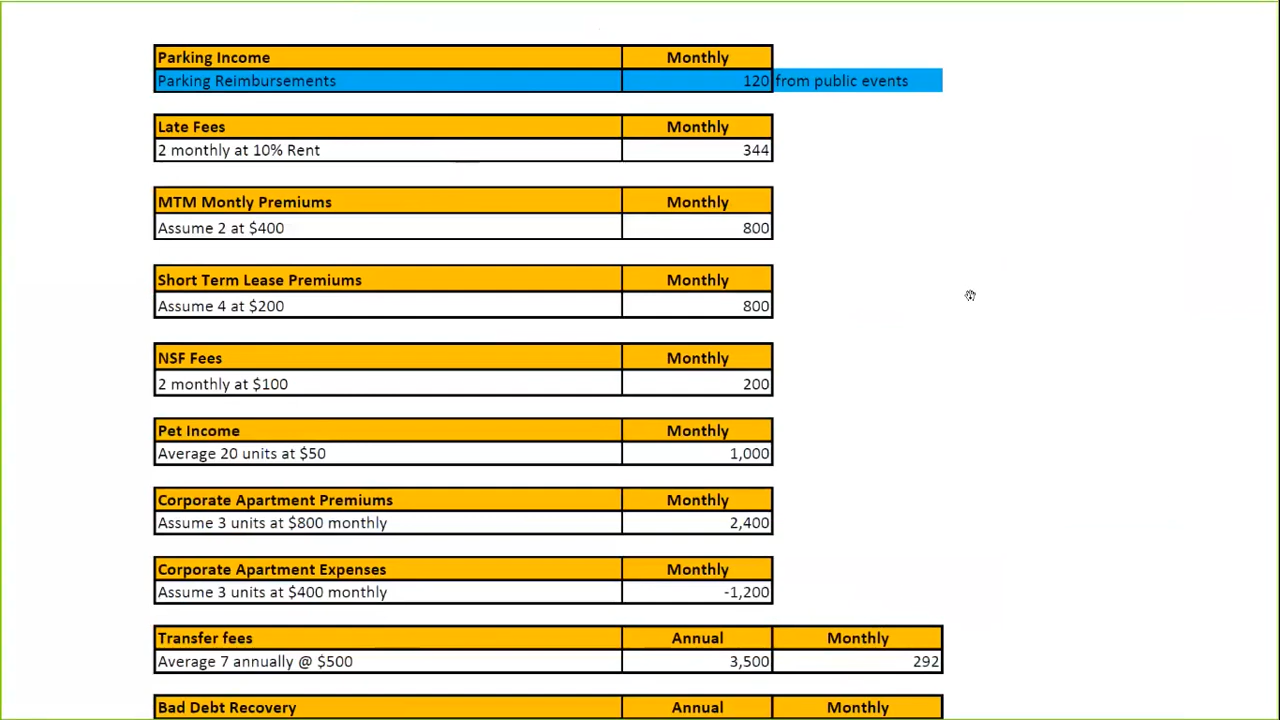 Parking Income Monthly
Parking Reimbursements 120 from public events
Late Fees Monthly
2 monthly at 10% Rent 344
MTM Montly Premiums Monthly
Assume 2 at $400 800
Short Term Lease Premiums Monthly
Assume 4 at $200 800
NSF Fees Monthly
2 monthly at $100 200
Pet Income Monthly
Average 20 units at $50 1,000
Corporate Apartment Premiums Monthly
Assume 3 units at $800 monthly 2,400
Corporate Apartment Expenses Monthly
Assume 3 units at $400 monthly -1,200
Transfer fees Annual Monthly
Average 7 annually @ $500 3,500 292
Bad Debt Recovery Annual Monthly